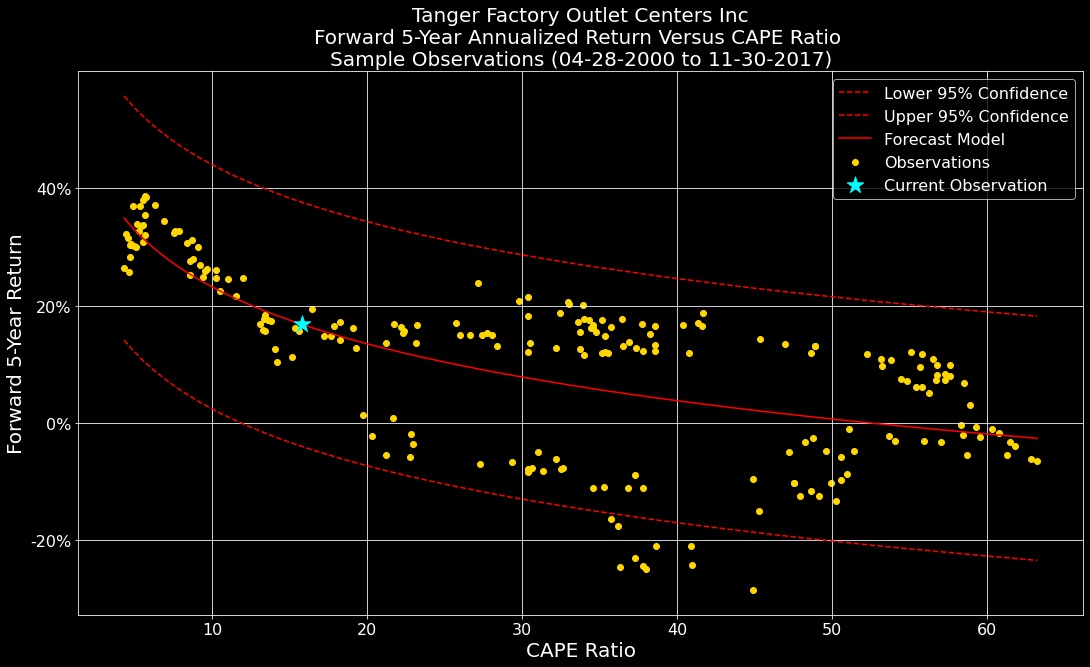 Tanger Factory Outlet Centers Inc
Forward 5-Year Annualized Return Versus CAPE Ratio
Sample Observations (04-28-2000 to 11-30-2017)
Lower 95% Confidence
Upper 95% Confidence
Forecast Model
Observations
Current Observation
Forward 5-Year Return
40%
20%
0%
-20%
10
20
30
40
50
60
CAPE Ratio